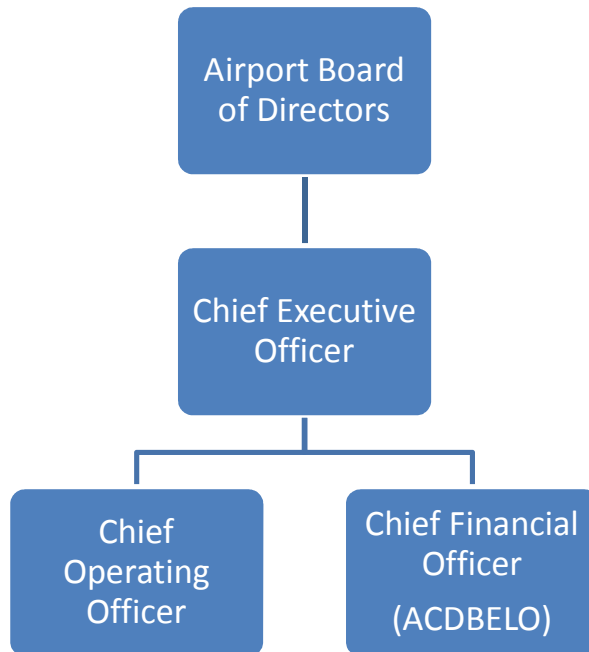 Airport Board
of Directors
Chief Executive
Officer
Chief
Operating
Officer
Chief Financial
Officer
(ACDBELO)